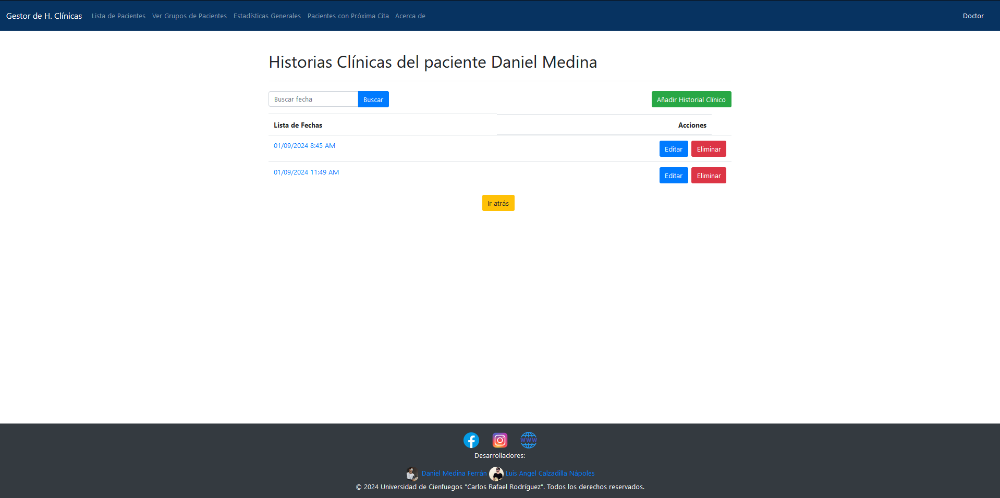 Gestor de H. Clínicas Lista de Pacientes Ver Grupos de Pacientes Estadísticas Generales Pacientes con Próxima Cita Acerca de Doctor
Historias Clínicas del paciente Daniel Medina
Buscar fecha Buscar Añadir Historial Clínico
Lista de Fechas Acciones
01/09/2024 8:45 AM Editar Eliminar
01/09/2024 11:49 AM Editar Eliminar
Ir atrás
WWW
Desarrolladores:
Daniel Medina Ferrán Luis Angel Calzadilla Nápoles
© 2024 Universidad de Cienfuegos "Carlos Rafael Rodríguez". Todos los derechos reservados.